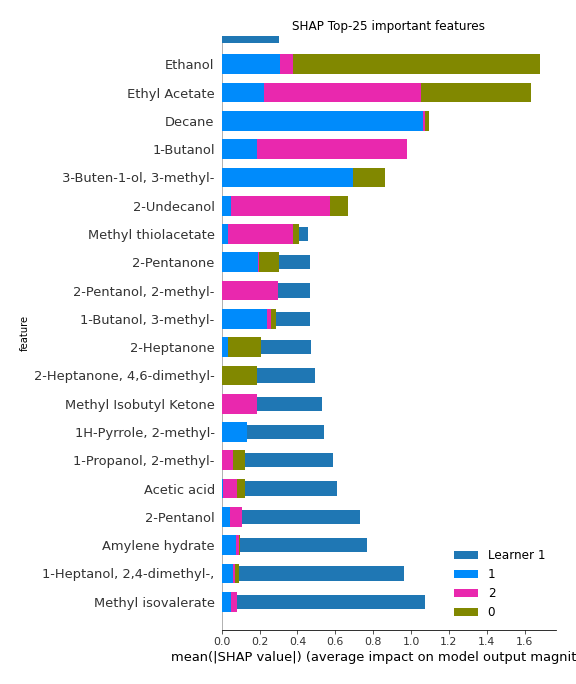 SHAP Top-25 important features
Ethanol
Ethyl Acetate
Decane
1-Butanol
3-Buten-1-ol, 3-methyl-
2-Undecanol
Methyl thiolacetate
2-Pentanone
2-Pentanol, 2-methyl-
1-Butanol, 3-methyl-
2-Heptanone
2-Heptanone, 4,6-dimethyl-
Methyl Isobutyl Ketone
1H-Pyrrole, 2-methyl-
1-Propanol, 2-methyl-
Acetic acid
2-Pentanol
Amylene hydrate
1-Heptanol, 2,4-dimethyl-,
Methyl isovalerate
feature
Learner 1
1
2
0
0.0 0.2 0.4 0.6 0.8 1.0 1.2 1.4 1.6
mean(|SHAP value|) (average impact on model output magnit